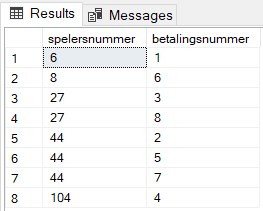 Results Messages
spelersnummer betalingsnummer
1 6 1
2 8 6
3 27 3
4 27 8
5 44 2
6 44 5
7 44 7
8 104 4